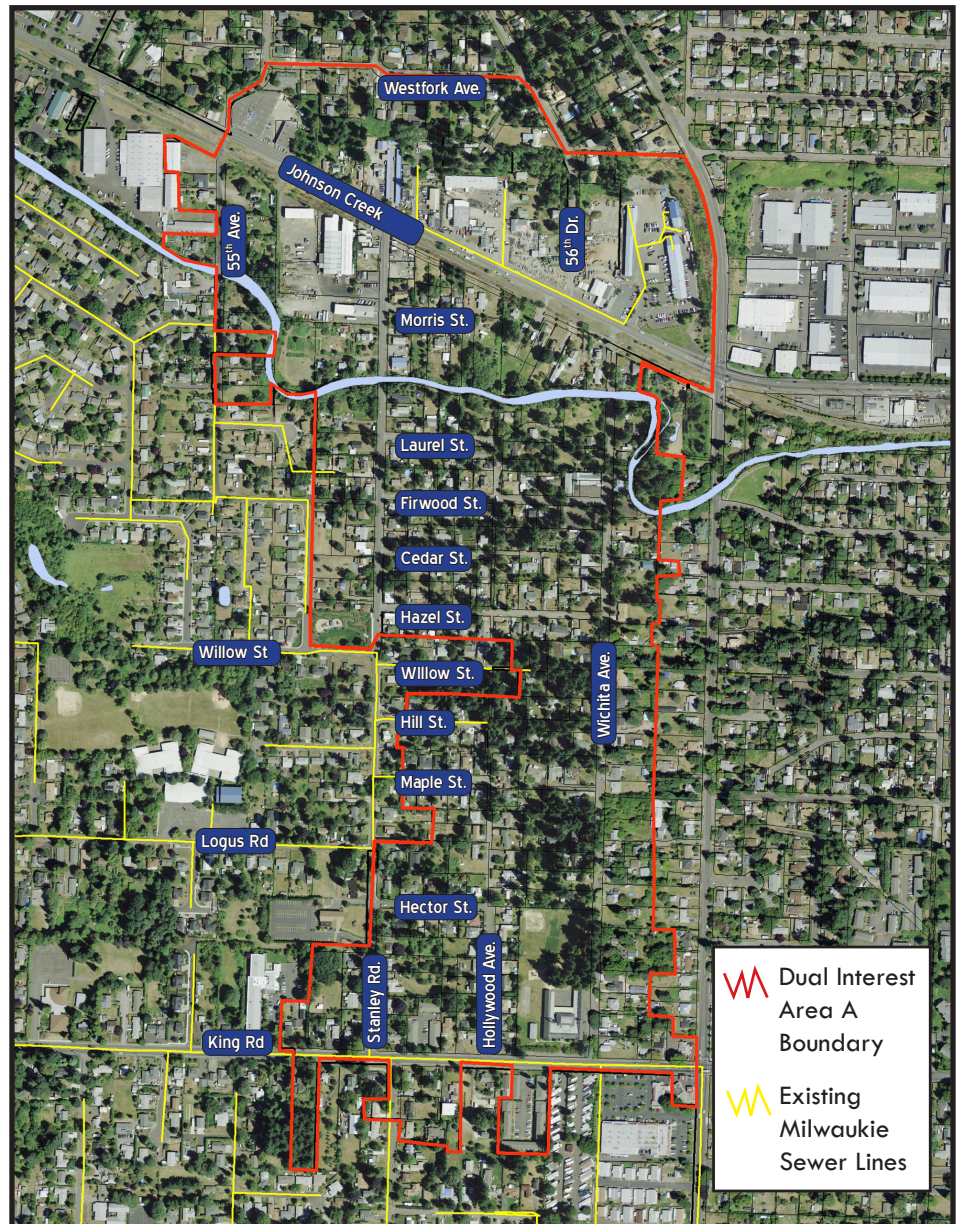 Westfork Ave.
Johnson Creek
55th Ave.
56th Dr.
Morris St.
Laurel St.
Firwood St.
Cedar St.
Hazel St.
Willow St
WIllow St.
Wichita Ave.
Hill St.
Maple St.
Logus Rd
Hector St.
Stanley Rd.
Hollywood Ave.
King Rd
Dual Interest
Area A
Boundary
Existing
Milwaukie
Sewer Lines